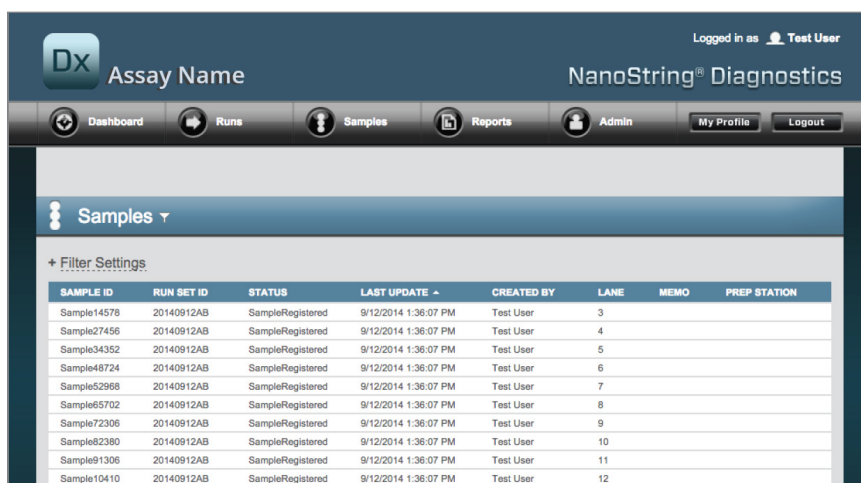 Logged in as Test User
Dx Assay Name
NanoString® Diagnostics
Dashboard Runs Samples Reports Admin My Profile Logout
Samples
+ Filter Settings
SAMPLE ID RUN SET ID STATUS LAST UPDATE CREATED BY LANE MEMO PREP STATION
Sample14578 20140912AB SampleRegistered 9/12/2014 1:36:07 PM Test User 3
Sample27456 20140912AB SampleRegistered 9/12/2014 1:36:07 PM Test User 4
Sample34352 20140912AB SampleRegistered 9/12/2014 1:36:07 PM Test User 5
Sample48724 20140912AB SampleRegistered 9/12/2014 1:36:07 PM Test User 6
Sample52968 20140912AB SampleRegistered 9/12/2014 1:36:07 PM Test User 7
Sample65702 20140912AB SampleRegistered 9/12/2014 1:36:07 PM Test User 8
Sample72306 20140912AB SampleRegistered 9/12/2014 1:36:07 PM Test User 9
Sample82380 20140912AB SampleRegistered 9/12/2014 1:36:07 PM Test User 10
Sample91306 20140912AB SampleRegistered 9/12/2014 1:36:07 PM Test User 11
Sample10410 20140912AB SampleRegistered 9/12/2014 1:36:07 PM Test User 12